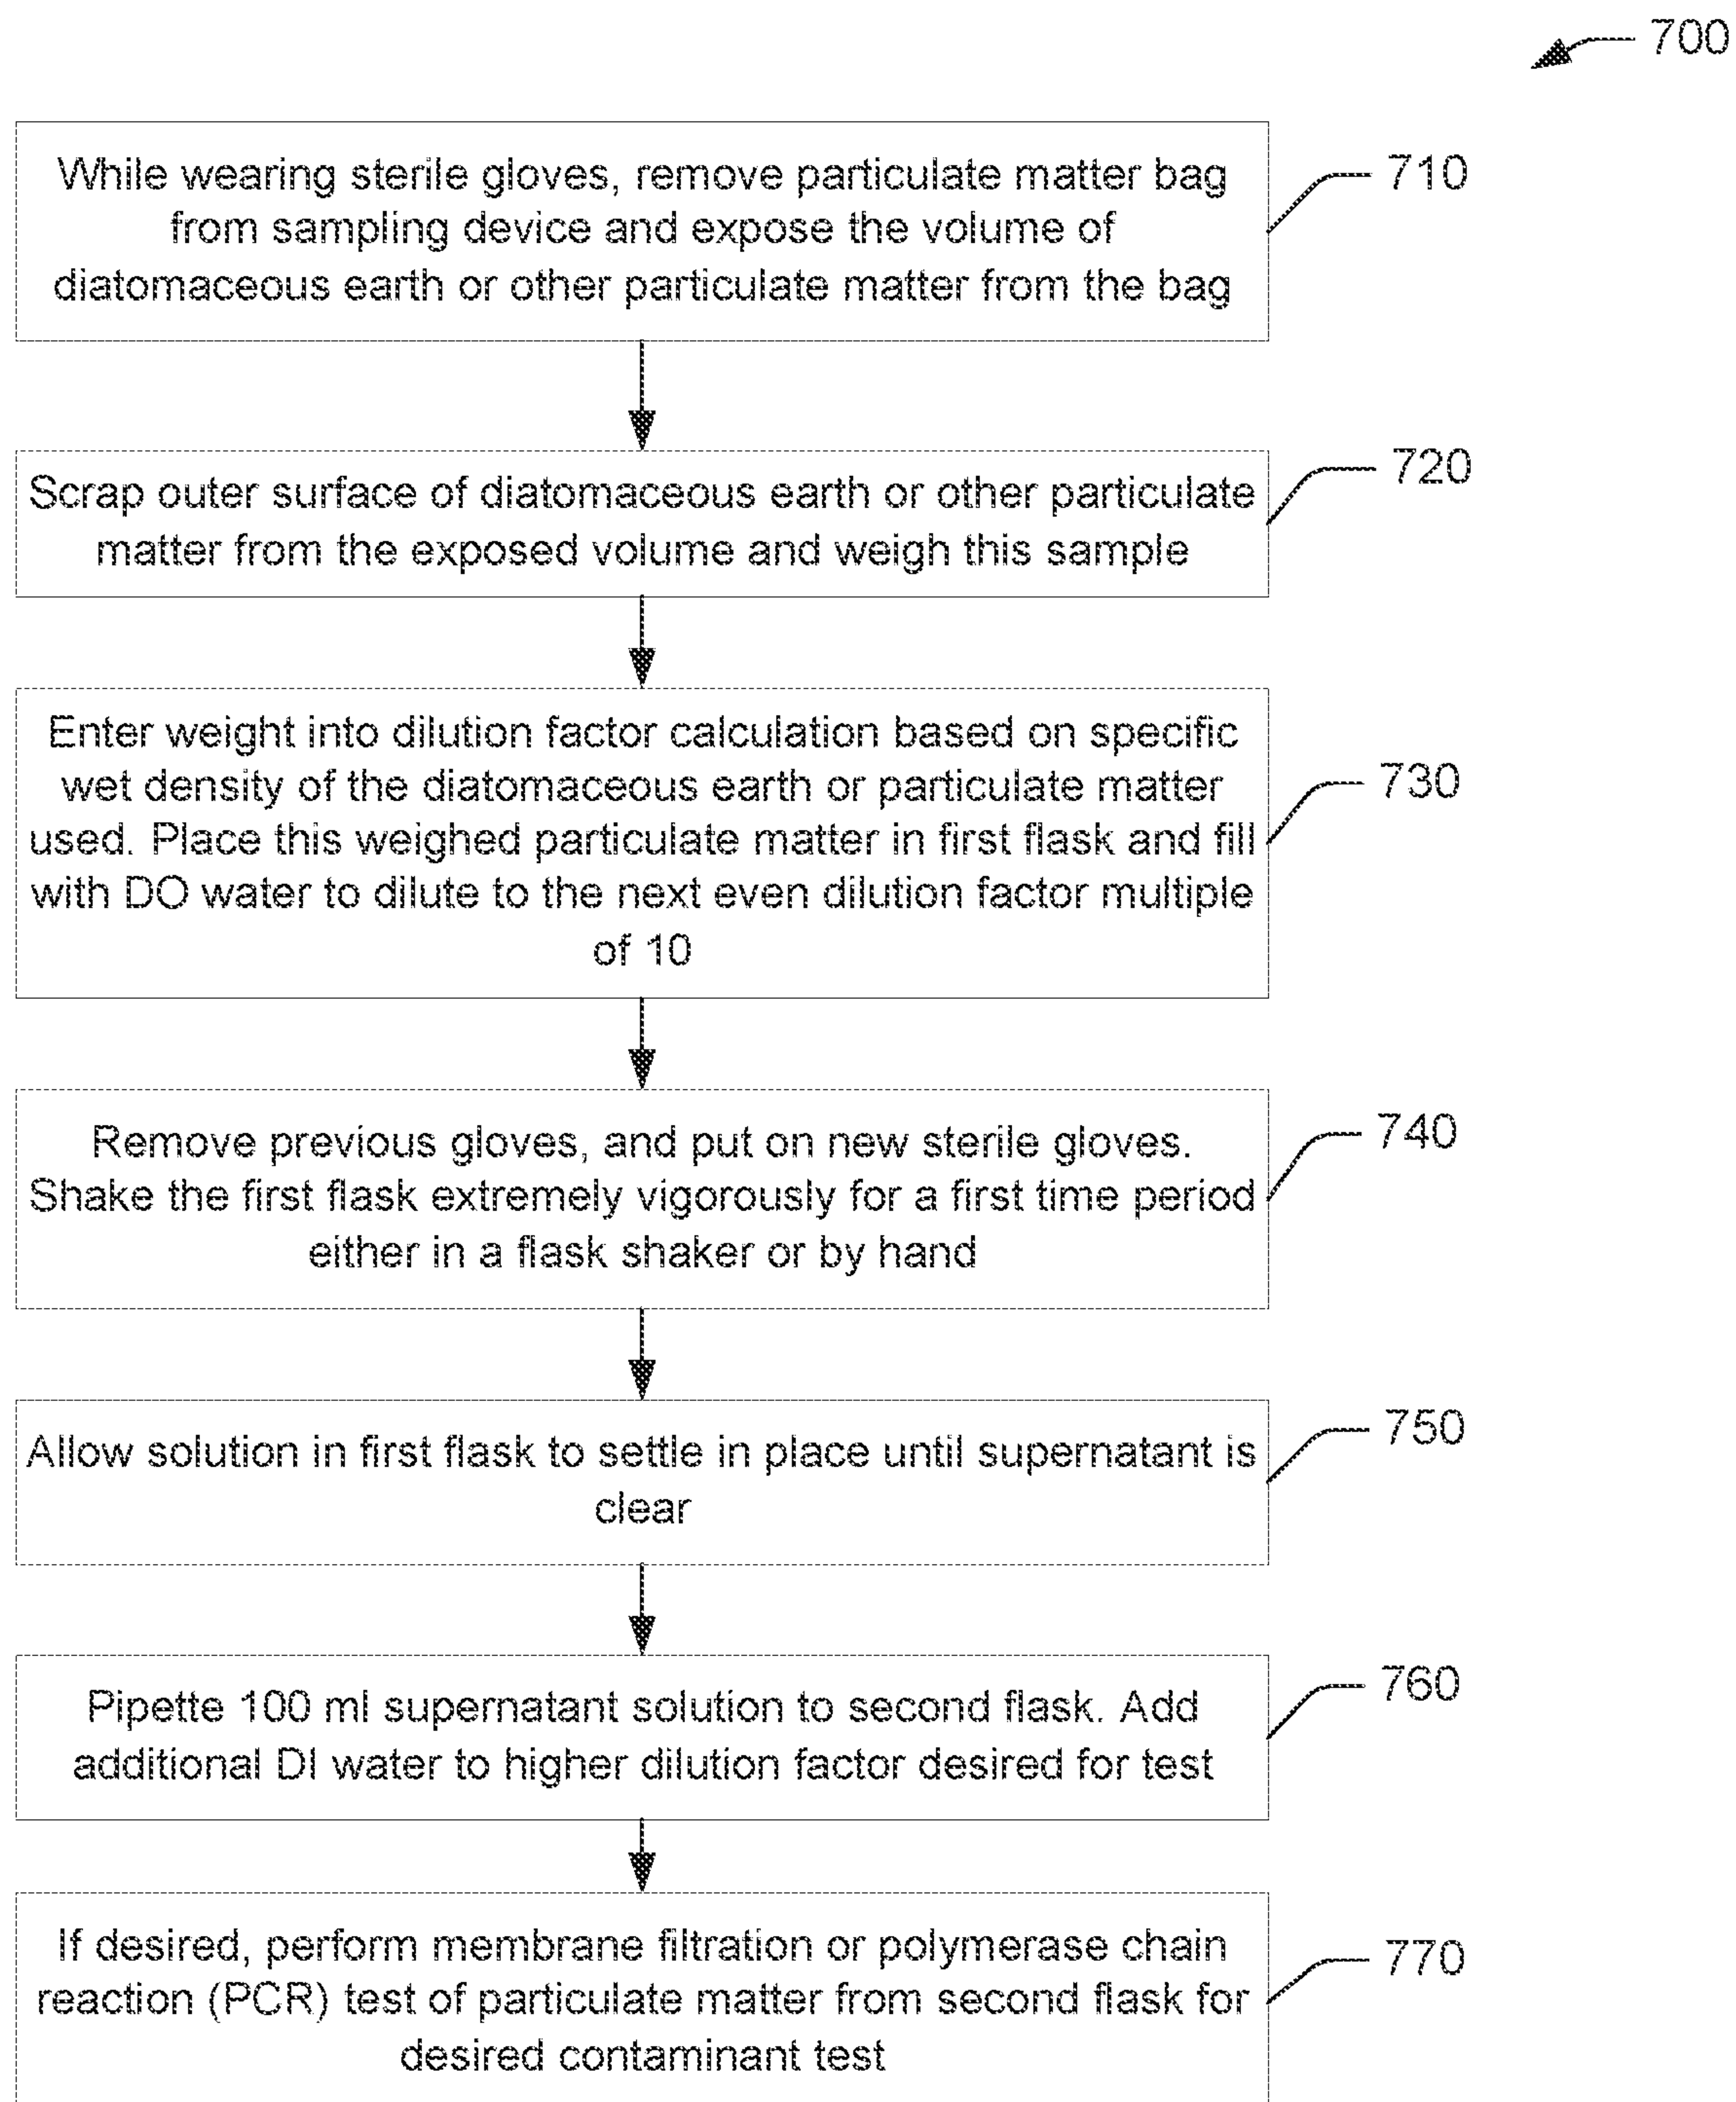 700
While wearing sterile gloves, remove particulate matter bag
from sampling device and expose the volume of
diatomaceous earth or other particulate matter from the bag
710
Scrap outer surface of diatomaceous earth or other particulate
matter from the exposed volume and weigh this sample
720
Enter weight into dilution factor calculation based on specific
wet density of the diatomaceous earth or particulate matter
used. Place this weighed particulate matter in first flask and fill
with DO water to dilute to the next even dilution factor multiple
of 10
730
Remove previous gloves, and put on new sterile gloves.
Shake the first flask extremely vigorously for a first time period
either in a flask shaker or by hand
740
Allow solution in first flask to settle in place until supernatant is
clear
750
Pipette 100 ml supernatant solution to second flask. Add
additional DI water to higher dilution factor desired for test
760
If desired, perform membrane filtration or polymerase chain
reaction (PCR) test of particulate matter from second flask for
desired contaminant test
770